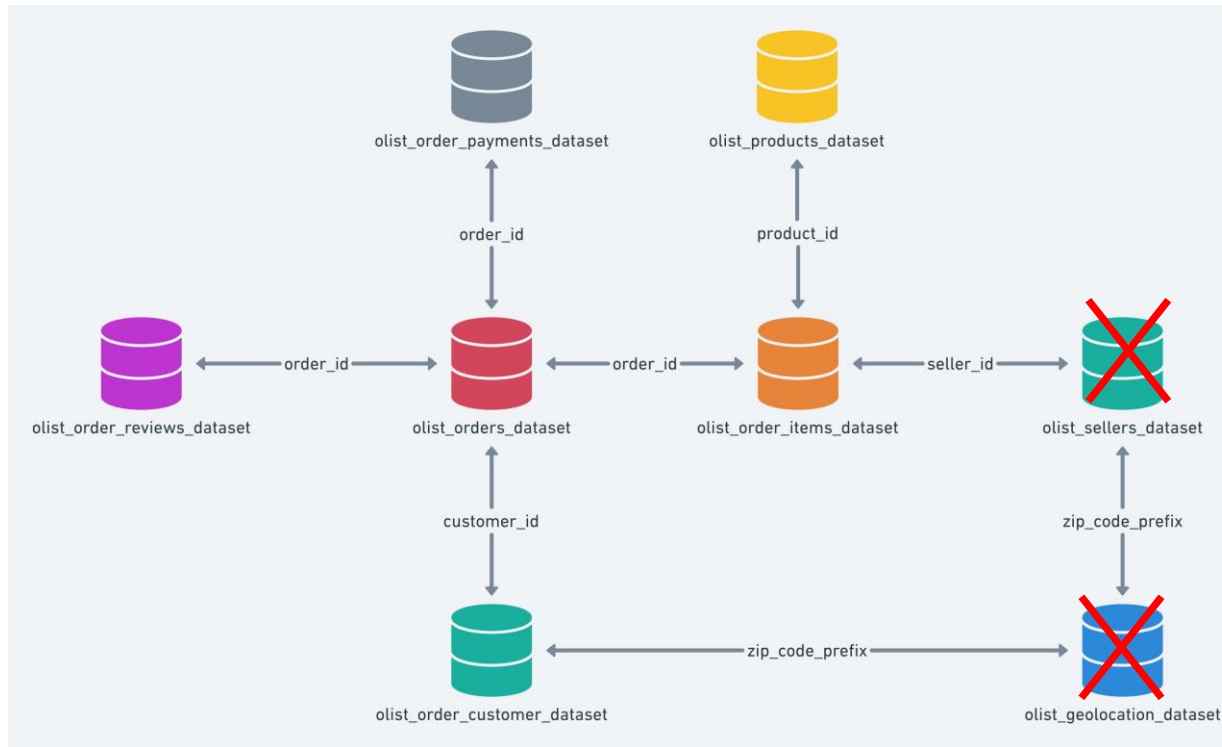 olist_order_payments_dataset
olist_products_dataset
order_id
product_id
order_id
order_id
seller_id
olist_order_reviews_dataset
olist_orders_dataset
olist_order_items_dataset
olist_sellers_dataset
customer_id
zip_code_prefix
zip_code_prefix
olist_order_customer_dataset
olist_geolocation_dataset